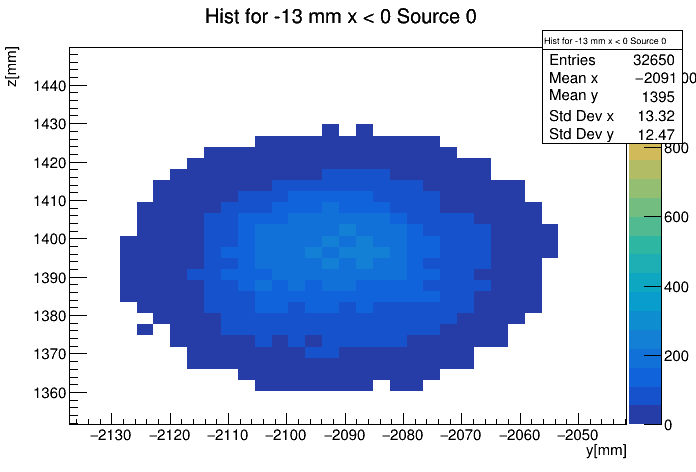 Hist for -13 mm x < 0 Source 0
Hist for -13 mm x < 0 Source 0
Entries 32650
Mean x −2091
Mean y 1395
Std Dev x 13.32
Std Dev y 12.47
z[mm]
1440
1430
1420
1410
1400
1390
1380
1370
1360
−2130 −2120 −2110 −2100 −2090 −2080 −2070 −2060 −2050
y[mm]
00
800
600
400
200
0